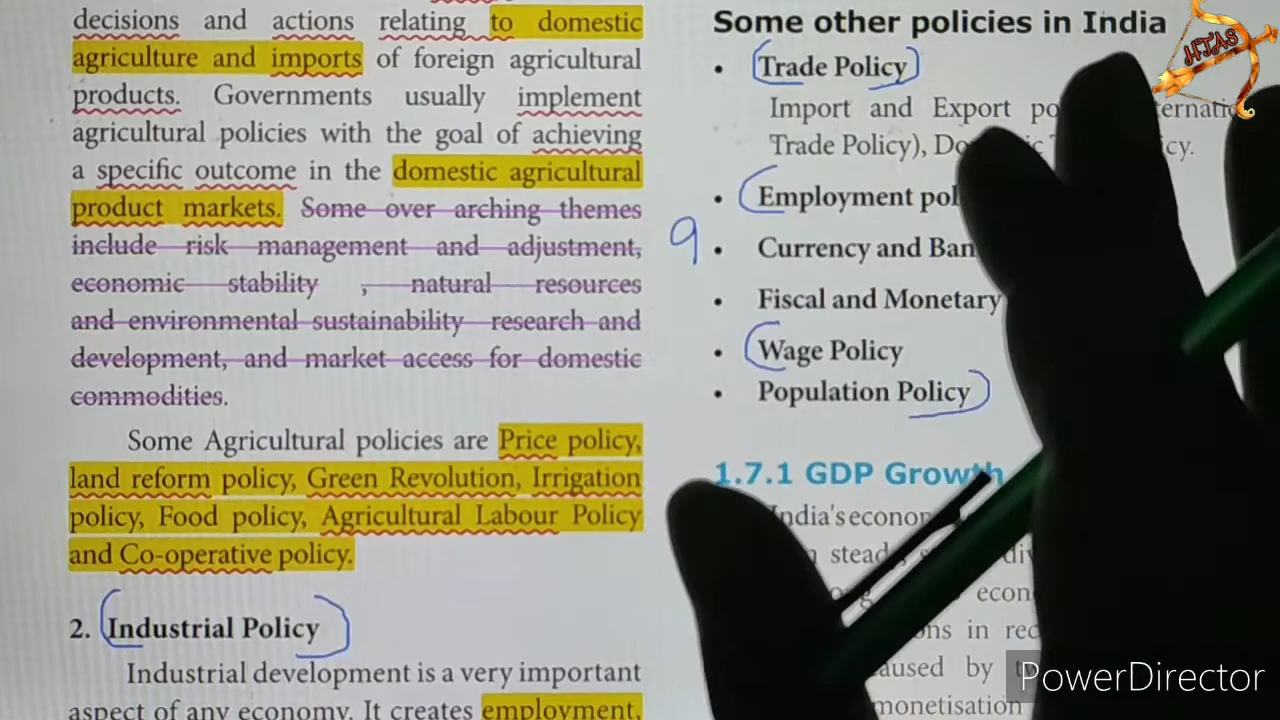 decisions and actions relating to domestic
agriculture and imports of foreign agricultural
products. Governments usually implement
agricultural policies with the goal of achieving
a specific outcome in the domestic agricultural
product markets. Some over arching themes
include risk management and adjustment,
economic stability , natural resources
and environmental sustainability research and
development, and market access for domestic
commodities.
Some Agricultural policies are Price policy,
land reform policy, Green Revolution, Irrigation
policy, Food policy, Agricultural Labour Policy
and Co-operative policy.
2. Industrial Policy
Industrial development is a very important
aspect of any economy. It creates employment,
Some other policies in India
• Trade Policy
Import and Export
Trade Policy),
• Employment
9
• Currency and
• Fiscal and Monetary
• Wage Policy
• Population Policy
1.7.1 GDP Growth
India's
in
caused by
monetisation
HTAS
PowerDirector